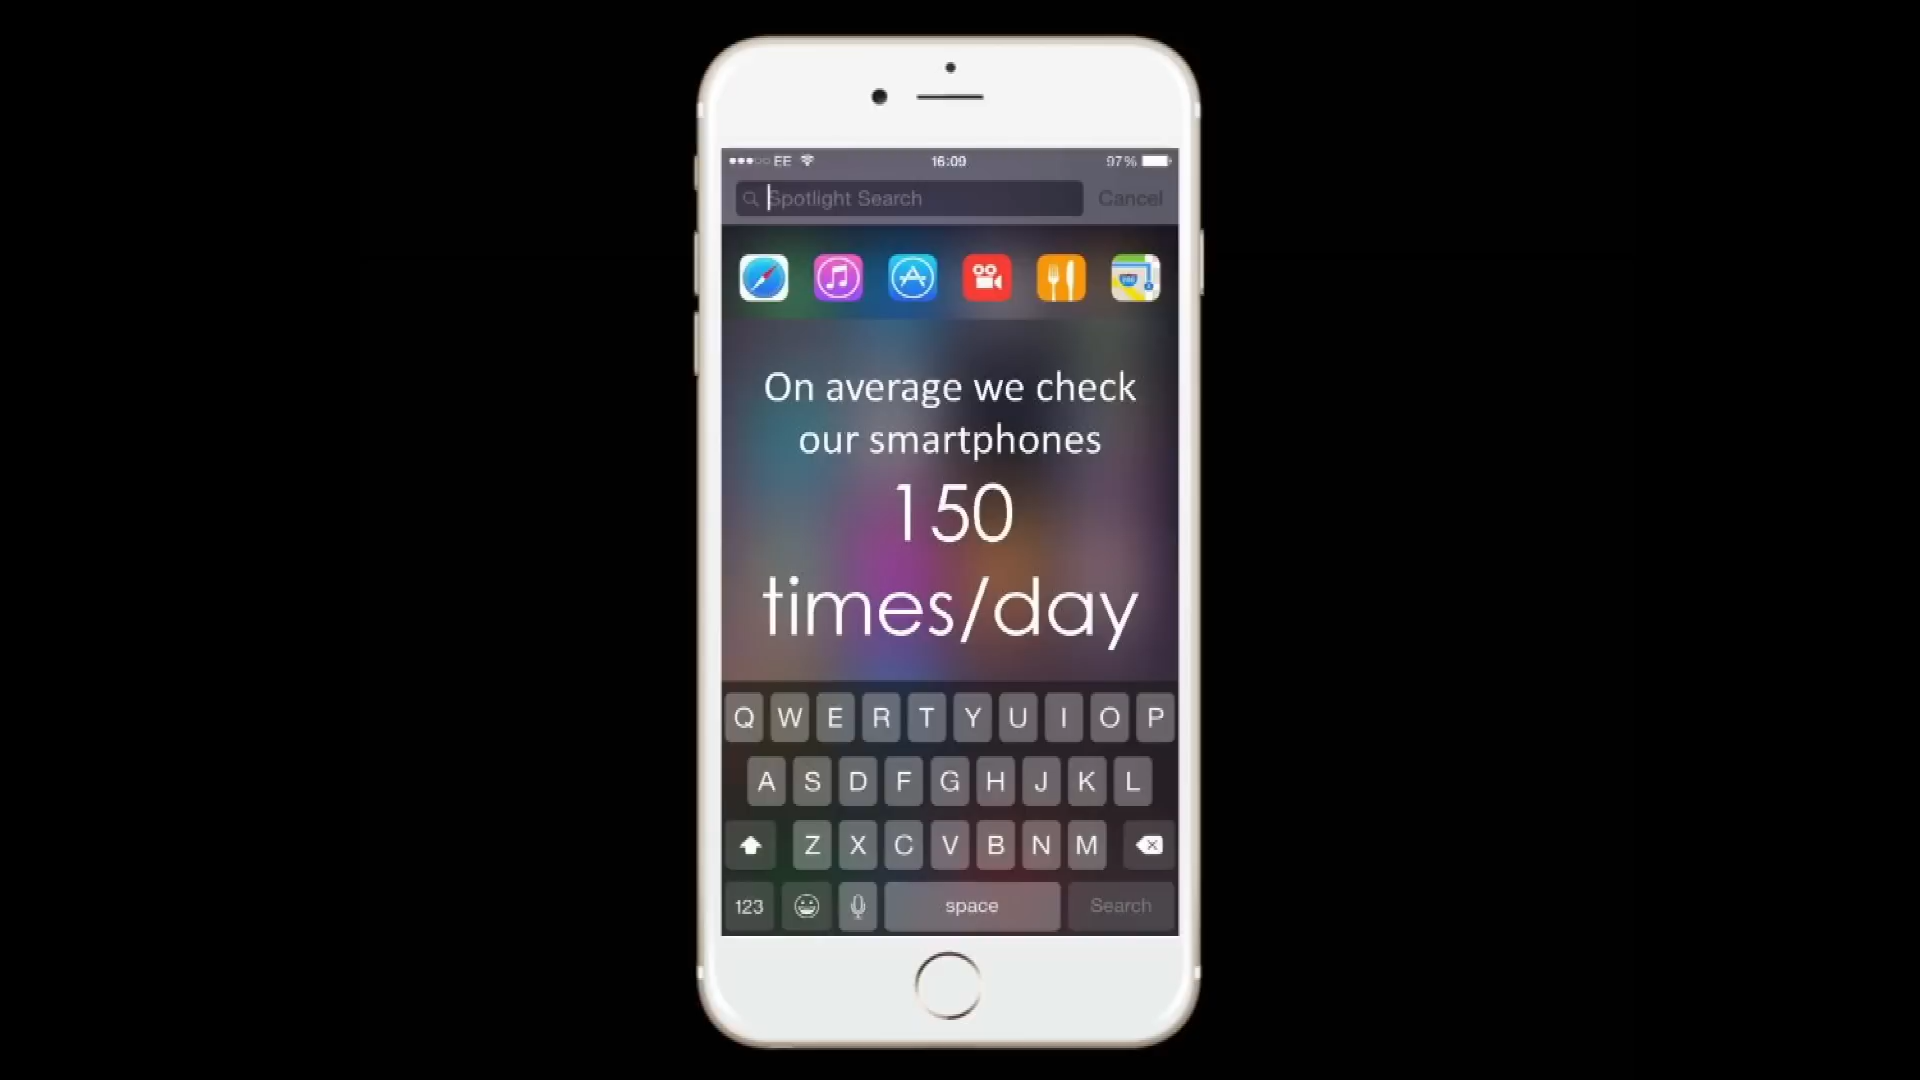 EE 16:09 97%
Spotlight Search Cancel
On average we check
our smartphones
150
times/day
Q W E R T Y U I O P
A S D F G H J K L
Z X C V B N M
123 space Search